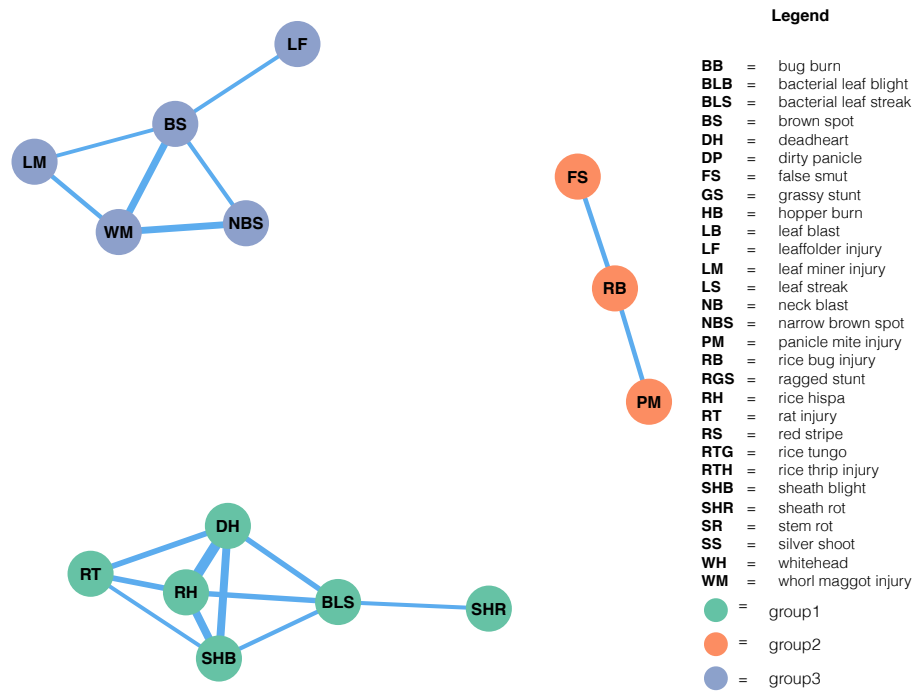 LF
BS
LM
WM
NBS
FS
RB
PM
DH
RT
RH
BLS
SHR
SHB
Legend
BB = bug burn
BLB = bacterial leaf blight
BLS = bacterial leaf streak
BS = brown spot
DH = deadheart
DP = dirty panicle
FS = false smut
GS = grassy stunt
HB = hopper burn
LB = leaf blast
LF = leaffolder injury
LM = leaf miner injury
LS = leaf streak
NB = neck blast
NBS = narrow brown spot
PM = panicle mite injury
RB = rice bug injury
RGS = ragged stunt
RH = rice hispa
RT = rat injury
RS = red stripe
RTG = rice tungo
RTH = rice thrip injury
SHB = sheath blight
SHR = sheath rot
SR = stem rot
SS = silver shoot
WH = whitehead
WM = whorl maggot injury
= group1
= group2
= group3